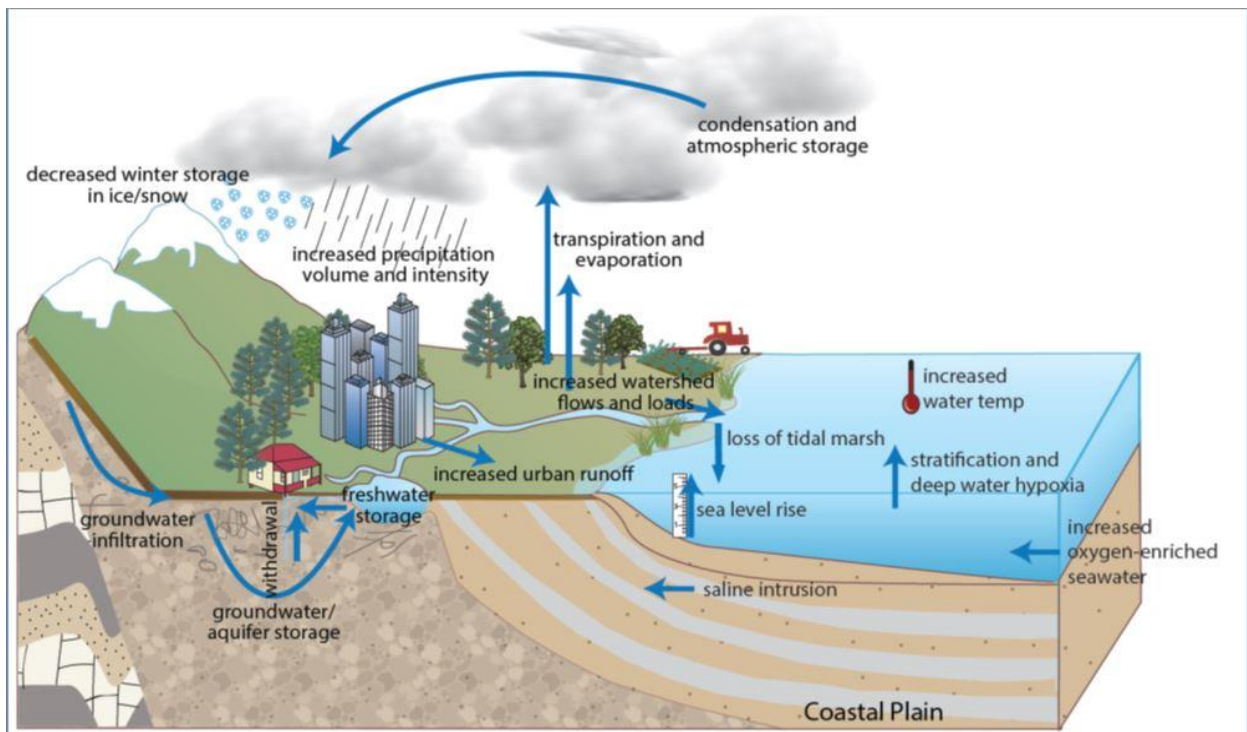 condensation and
atmospheric storage
decreased winter storage
in ice/snow
transpiration and
evaporation
increased precipitation
volume and intensity
increased
water temp
increased watershed
flows and loads
loss of tidal marsh
stratification and
deep water hypoxia
increased urban runoff
freshwater
storage
sea level rise
groundwater
infiltration
withdrawal
increased
oxygen-enriched
seawater
saline intrusion
groundwater/
aquifer storage
Coastal Plain